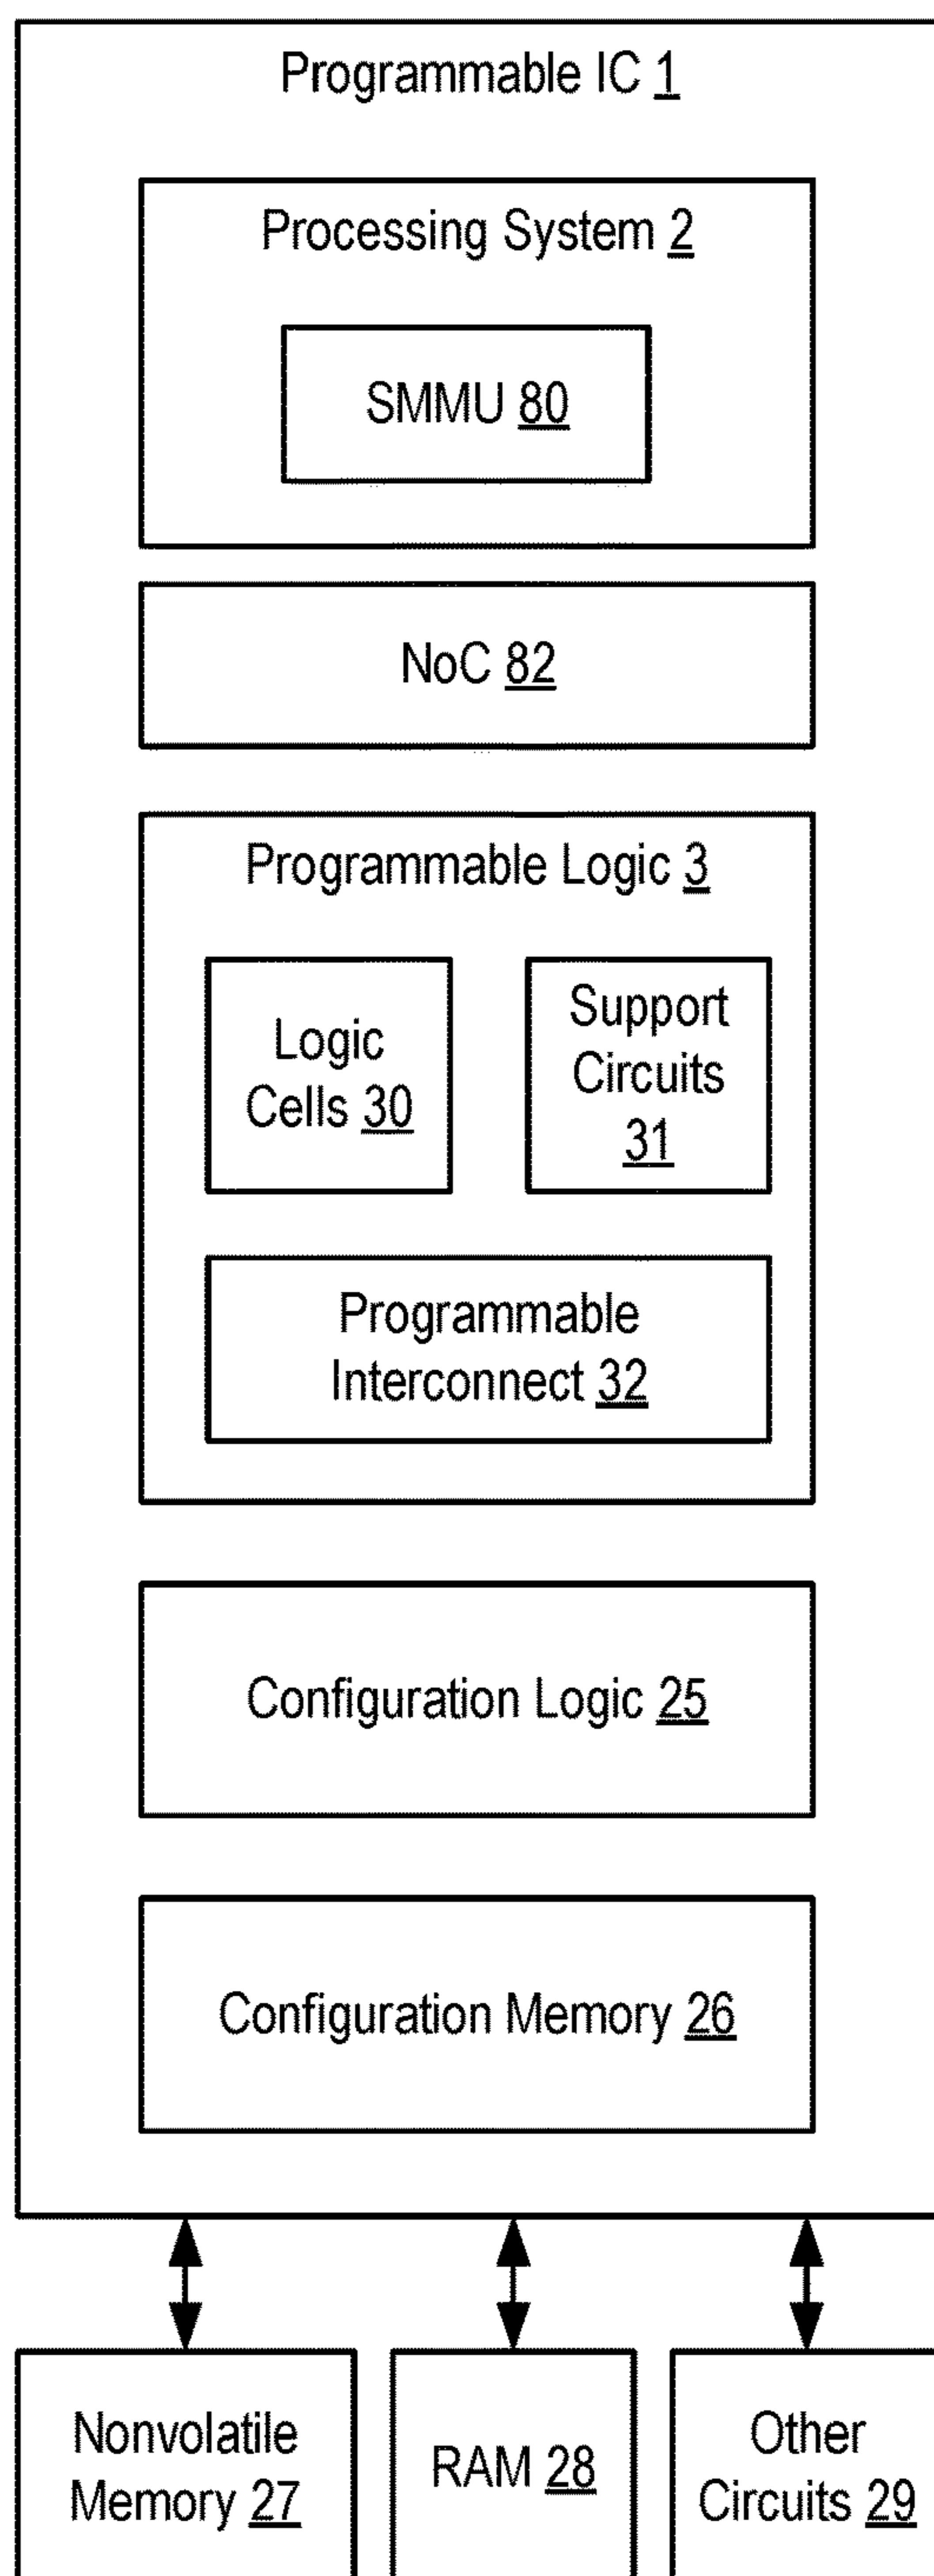 Programmable IC 1
Processing System 2
SMMU 80
NoC 82
Programmable Logic 3
Logic
Cells 30
Support
Circuits
31
Programmable
Interconnect 32
Configuration Logic 25
Configuration Memory 26
Nonvolatile
Memory 27
RAM 28
Other
Circuits 29